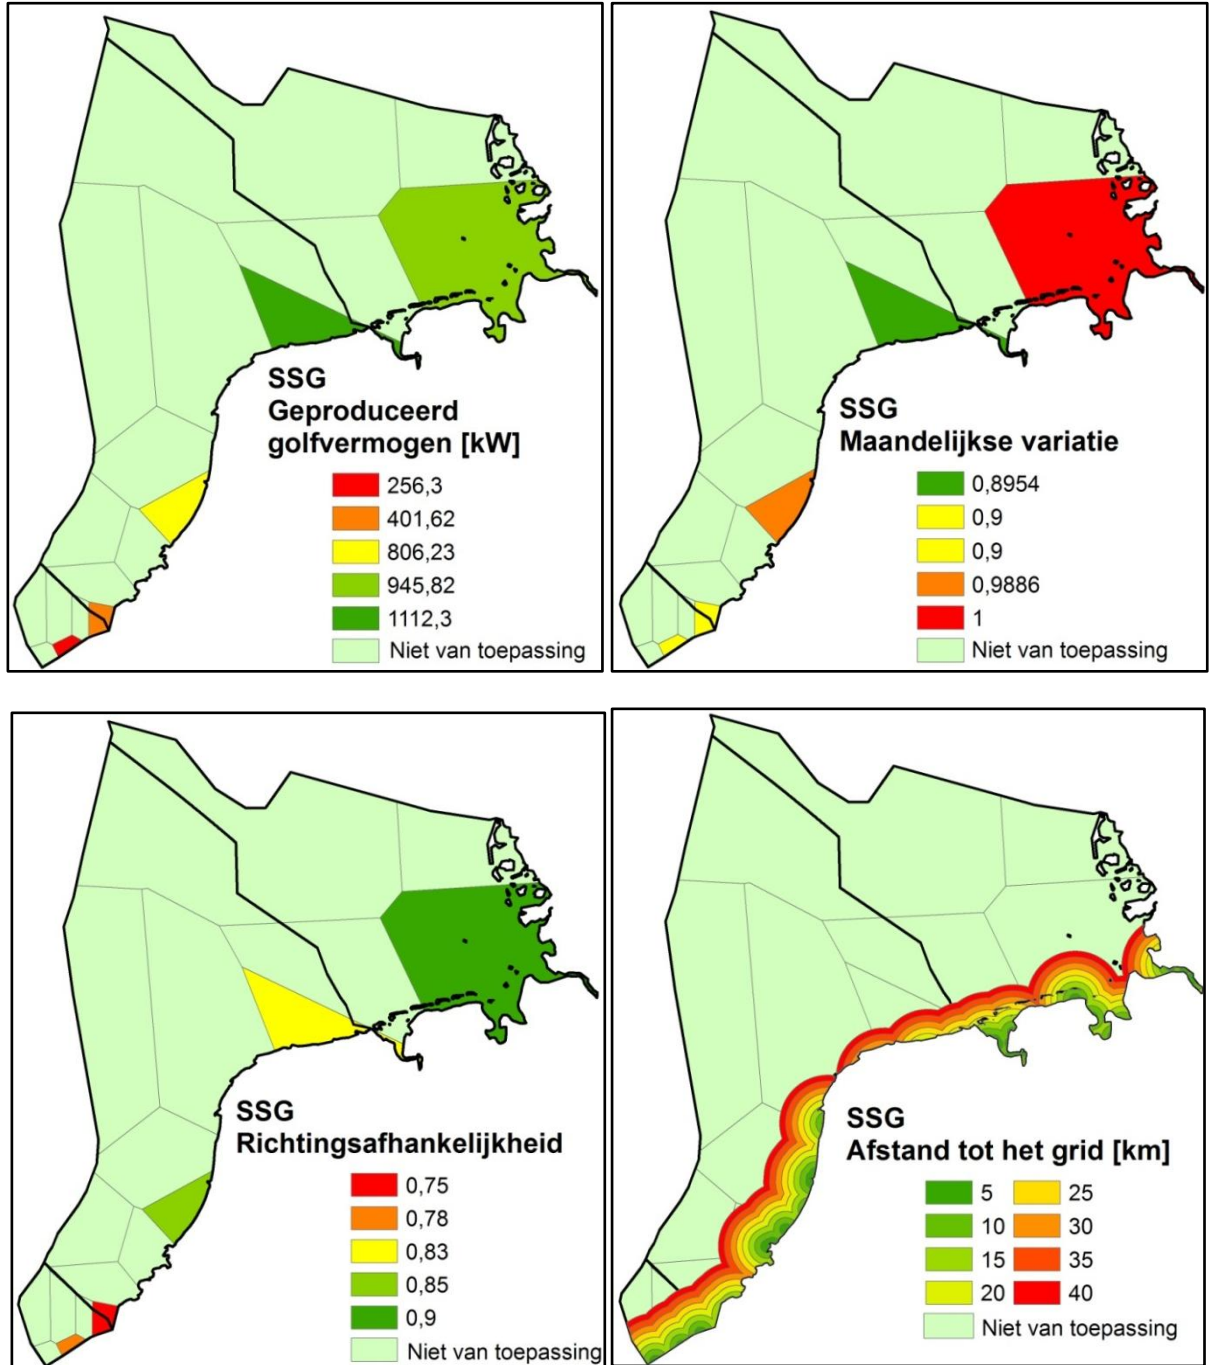 SSG
Geproduceerd
golfvermogen [kW]
256,3
401,62
806,23
945,82
1112,3
Niet van toepassing
SSG
Maandelijkse variatie
0,8954
0,9
0,9
0,9886
1
Niet van toepassing
SSG
Richtingsafhankelijkheid
0,75
0,78
0,83
0,85
0,9
Niet van toepassing
SSG
Afstand tot het grid [km]
5 25
10 30
15 35
20 40
Niet van toepassing